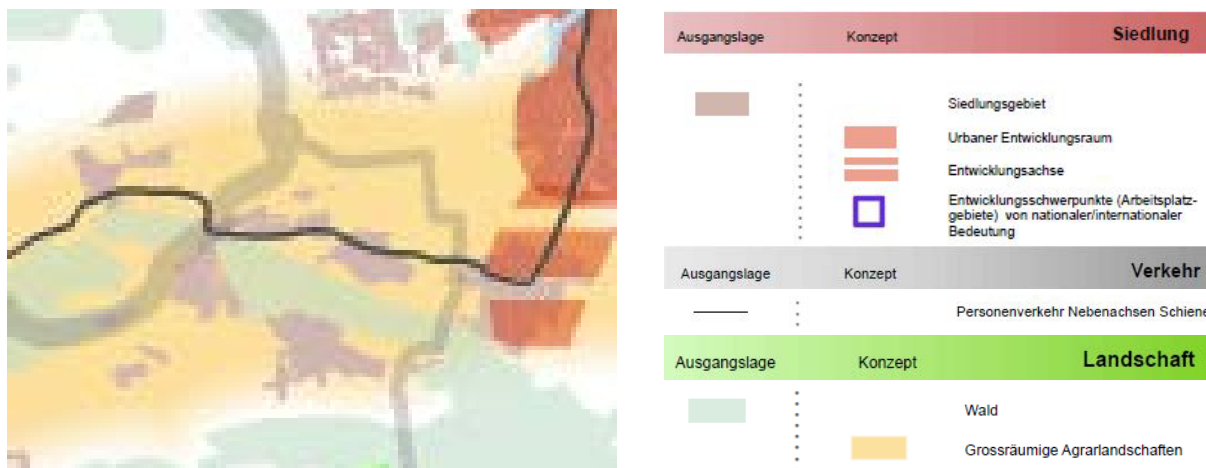 Ausgangslage Konzept Siedlung
Siedlungsgebiet
Urbaner Entwicklungsraum
Entwicklungsachse
Entwicklungsschwerpunkte (Arbeitsplatz-
gebiete) von nationaler/internationaler
Bedeutung
Ausgangslage Konzept Verkehr
Personenverkehr Nebenachsen Schiene
Ausgangslage Konzept Landschaft
Wald
Grossräumige Agrarlandschaften